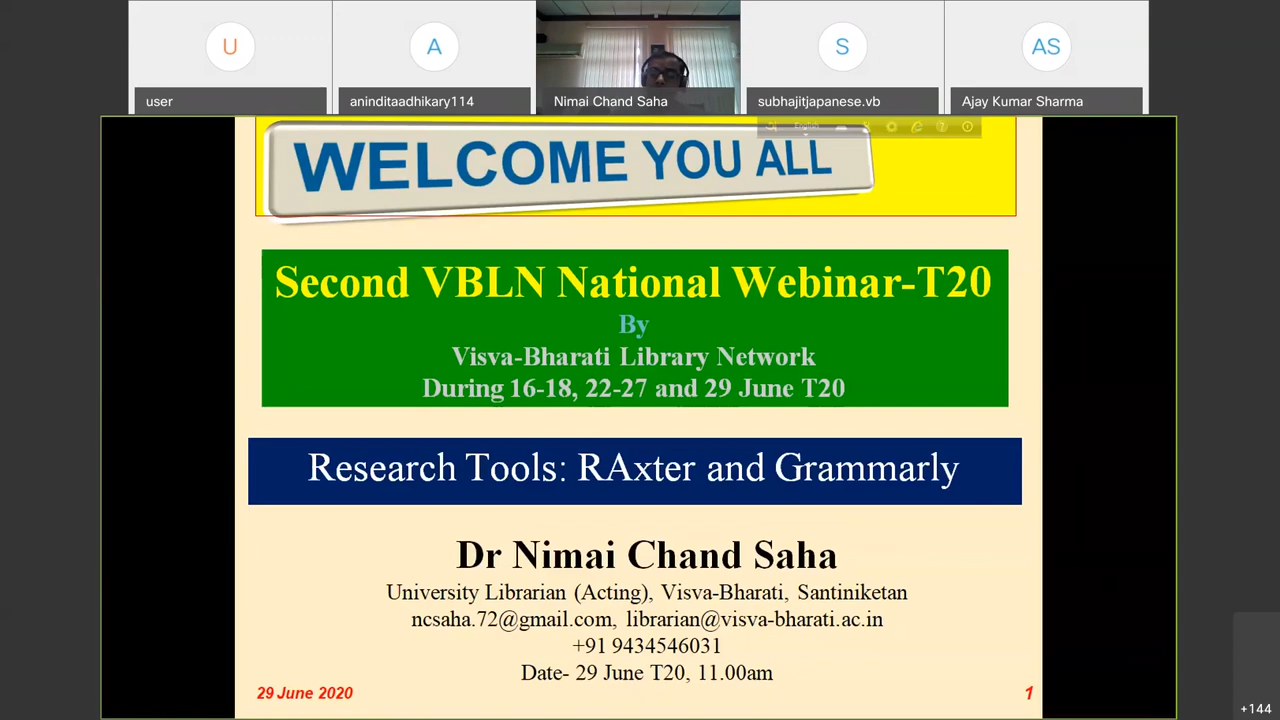 U
A
S
AS
user
aninditaadhikary114
Nimai Chand Saha
subhajitjapanese.vb
Ajay Kumar Sharma
English
WELCOME YOU ALL
Second VBLN National Webinar-T20
By
Visva-Bharati Library Network
During 16-18, 22-27 and 29 June T20
Research Tools: RAxter and Grammarly
Dr Nimai Chand Saha
University Librarian (Acting), Visva-Bharati, Santiniketan
ncsaha.72@gmail.com, librarian@visva-bharati.ac.in
+91 9434546031
Date- 29 June T20, 11.00am
29 June 2020
1
+144